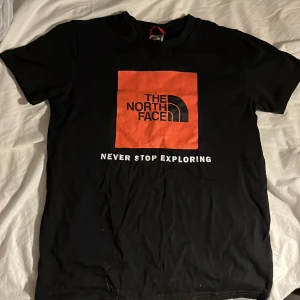 THE
NORTH
FACE
NEVER STOP EXPLORING